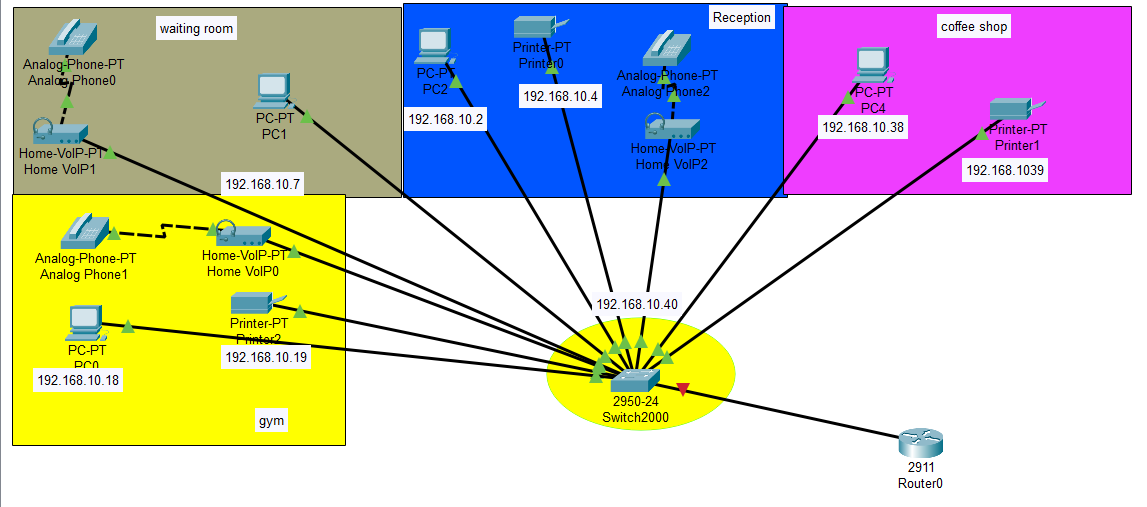 waiting room
Analog-Phone-PT
Analog Phone0
PC-PT
PC1
Home-VoIP-PT
Home VoIP1
192.168.10.7
Reception
PC-PT
PC2
192.168.10.2
Printer-PT
Printer0
192.168.10.4
Analog-Phone-PT
Analog Phone2
Home-VoIP-PT
Home VoIP2
coffee shop
PC-PT
PC4
192.168.10.38
Printer-PT
Printer1
192.168.1039
Analog-Phone-PT
Analog Phone1
Home-VoIP-PT
Home VoIP0
Printer-PT
Printer2
192.168.10.19
PC-PT
PC0
192.168.10.18
gym
192.168.10.40
2950-24
Switch2000
2911
Router0